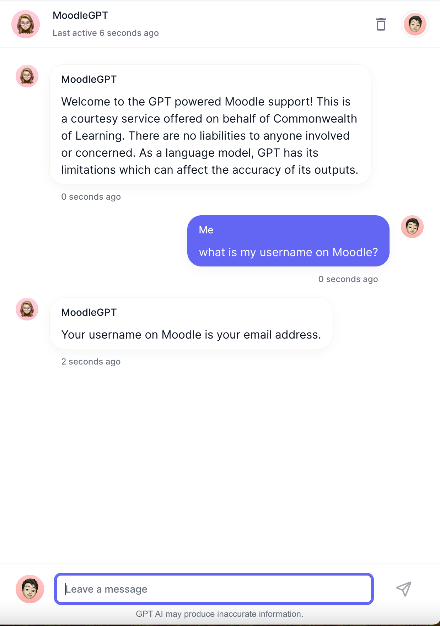 MoodleGPT
Last active 6 seconds ago
MoodleGPT
Welcome to the GPT powered Moodle support! This is
a courtesy service offered on behalf of Commonwealth
of Learning. There are no liabilities to anyone involved
or concerned. As a language model, GPT has its
limitations which can affect the accuracy of its outputs.
0 seconds ago
Me
what is my username on Moodle?
0 seconds ago
MoodleGPT
Your username on Moodle is your email address.
2 seconds ago
Leave a message
GPT AI may produce inaccurate information.